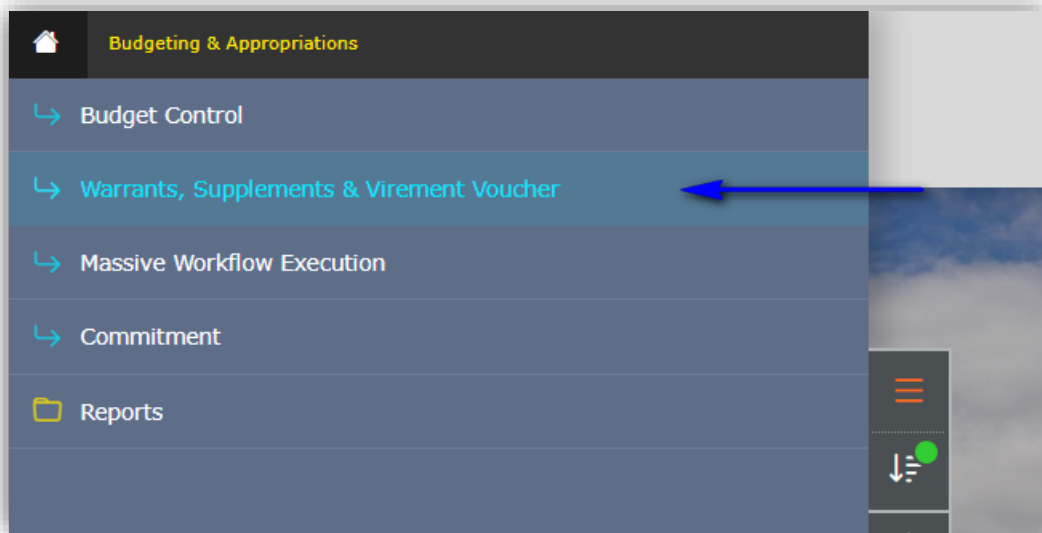 Budgeting & Appropriations
Budget Control
Warrants, Supplements & Virement Voucher
Massive Workflow Execution
Commitment
Reports